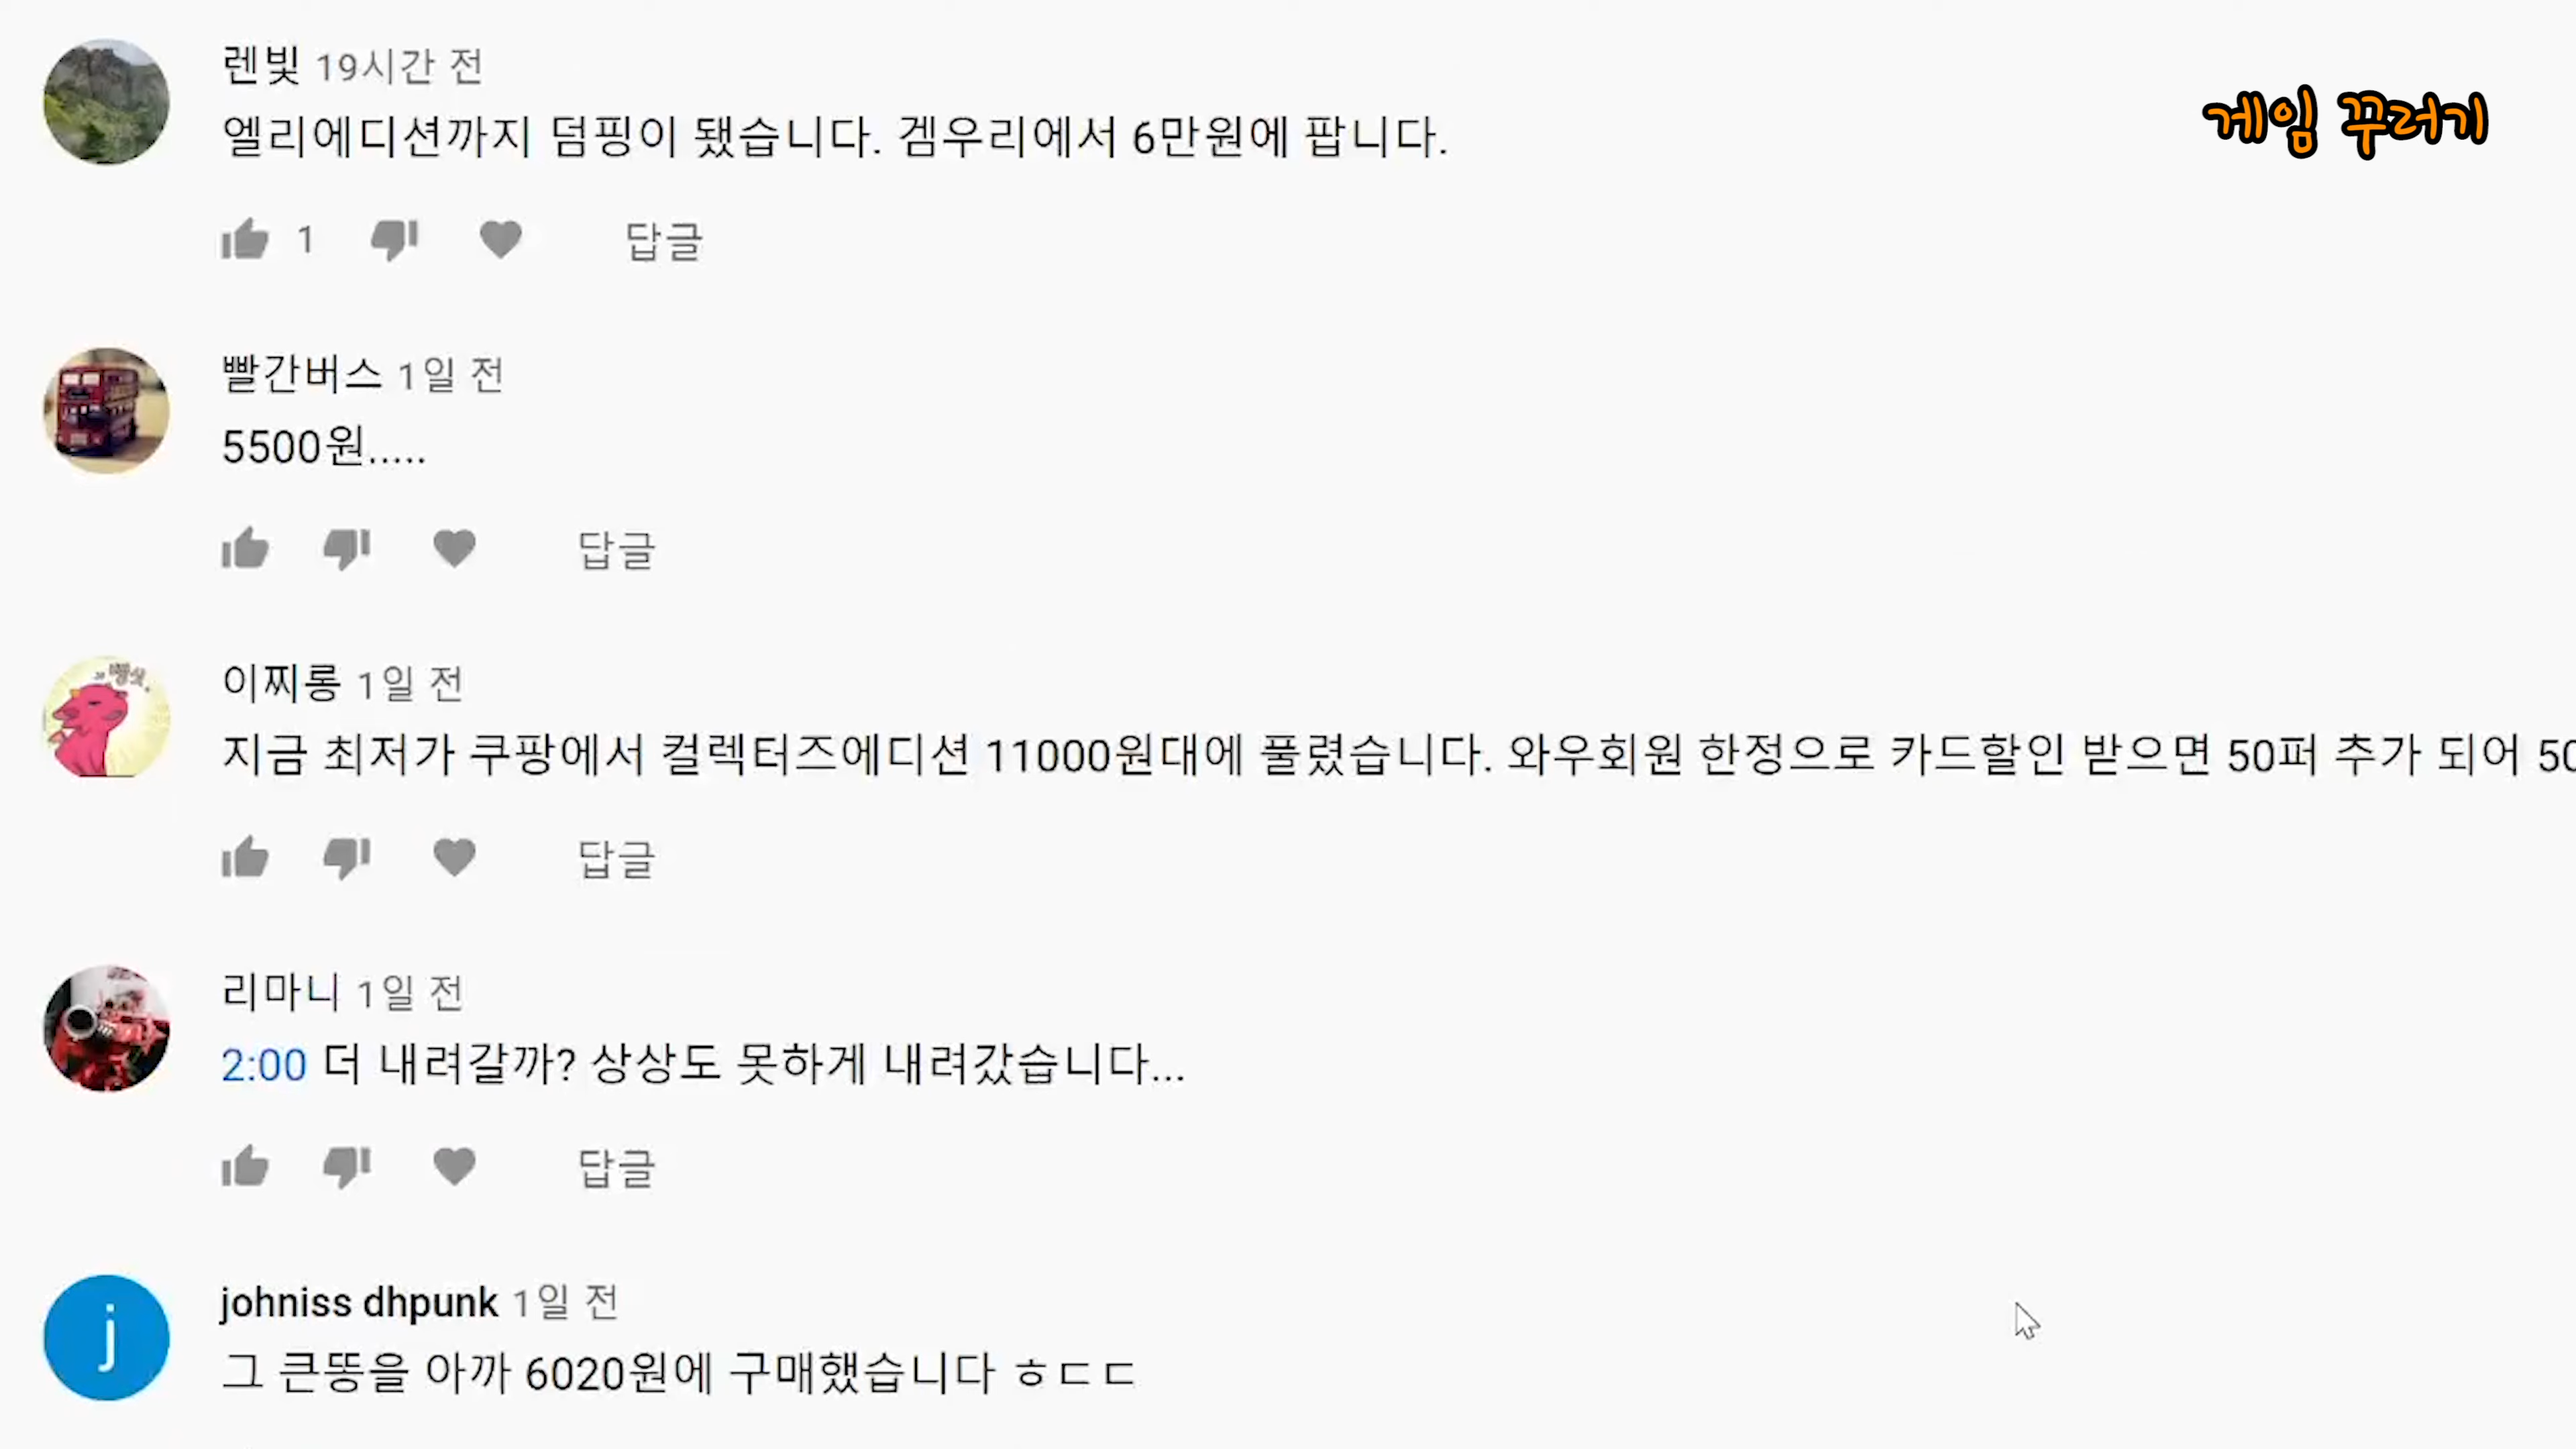 렌빛 19시간 전
게임 꾸러기
엘리에디션까지 덤핑이 됐습니다. 겜우리에서 6만원에 팝니다.
1 답글
빨간버스 1일 전
5500원.....
답글
이찌롱 1일 전
지금 최저가 쿠팡에서 컬렉터즈에디션 11000원대에 풀렸습니다. 와우회원 한정으로 카드할인 받으면 50퍼 추가 되어 50
답글
리마니 1일 전
2:00 더 내려갈까? 상상도 못하게 내려갔습니다...
답글
j
johniss dhpunk 1일 전
그 큰똥을 아까 6020원에 구매했습니다 ㅎㄷㄷ